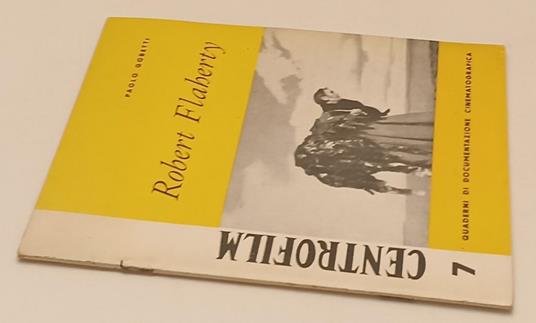 PAOLO GOBETTI
Robert Flaherty
QUADERNI DI DOCUMENTAZIONE CINEMATOGRAFICA
CENTROFILM
7